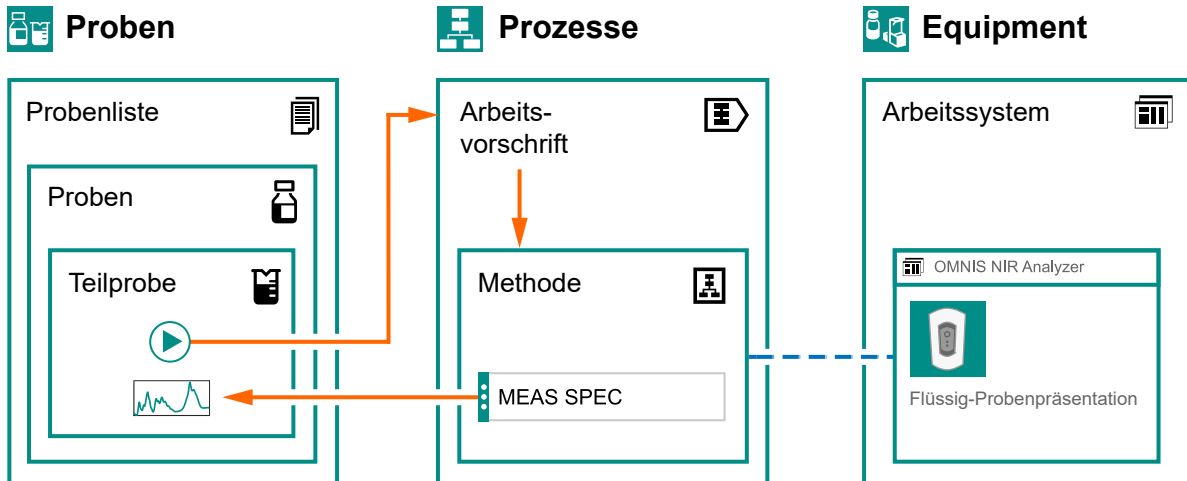 Proben
Prozesse
Equipment
Probenliste
Proben
Teilprobe
Arbeits-
vorschrift
Methode
MEAS SPEC
Arbeitssystem
OMNIS NIR Analyzer
Flüssig-Probenpräsentation